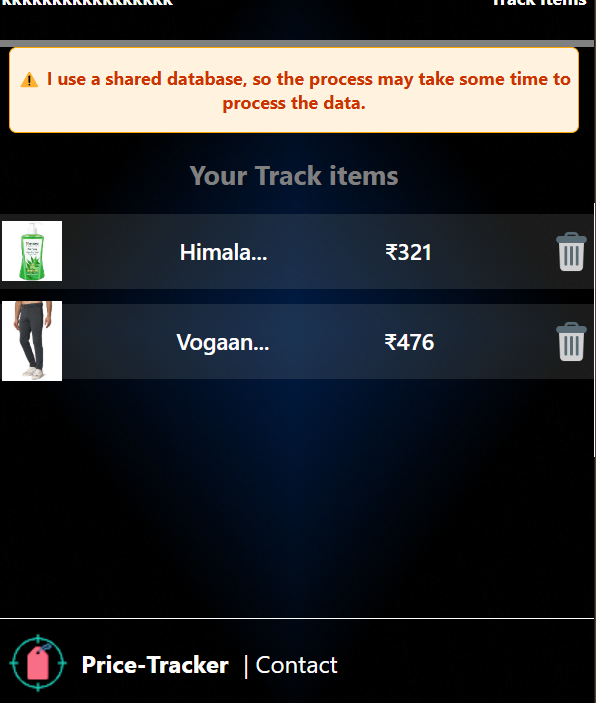 kkkkkkkkkkkkkkkkk
Track items
⚠ I use a shared database, so the process may take some time to
process the data.
Your Track items
Himala... ₹321
Vogaan... ₹476
Price-Tracker | Contact